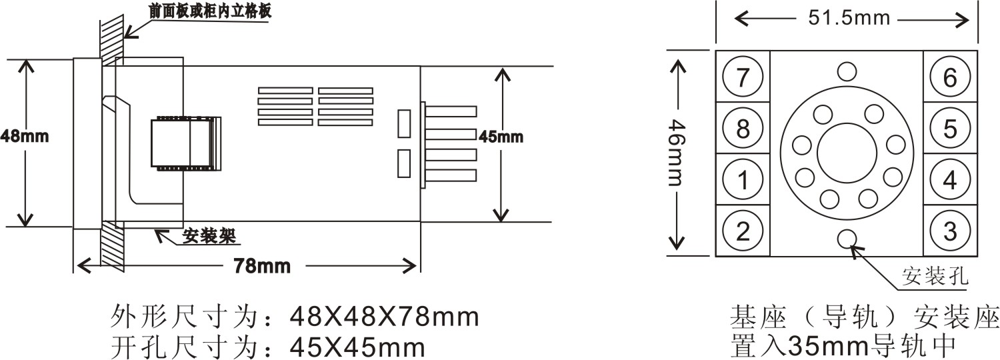 前面板或柜内立格板
48mm
45mm
安装架
78mm
外形尺寸为：48X48X78mm
开孔尺寸为：45X45mm
51.5mm
46mm
7
8
1
2
6
5
4
3
安装孔
基座（导轨）安装座
置入35mm导轨中